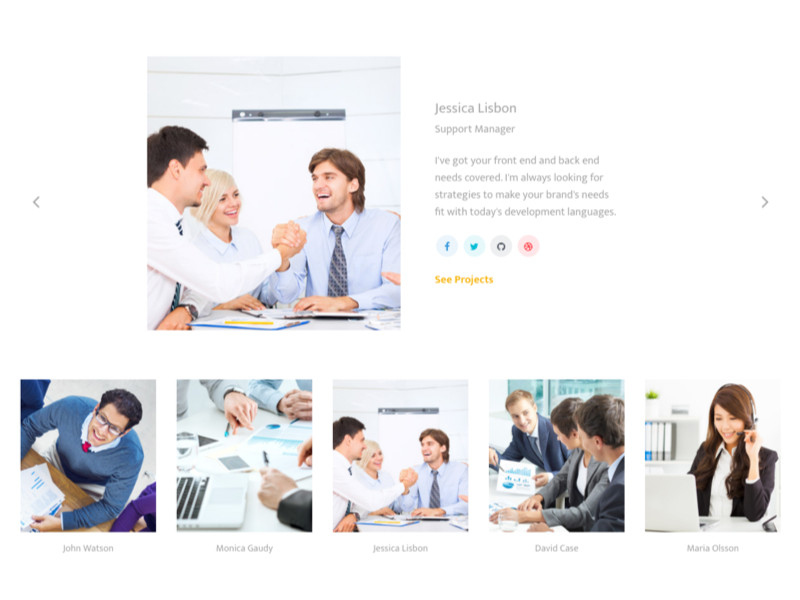 Jessica Lisbon
Support Manager
I've got your front end and back end
needs covered. I'm always looking for
strategies to make your brand's needs
fit with today's development languages.
See Projects
John Watson
Monica Gaudy
Jessica Lisbon
David Case
Maria Olsson